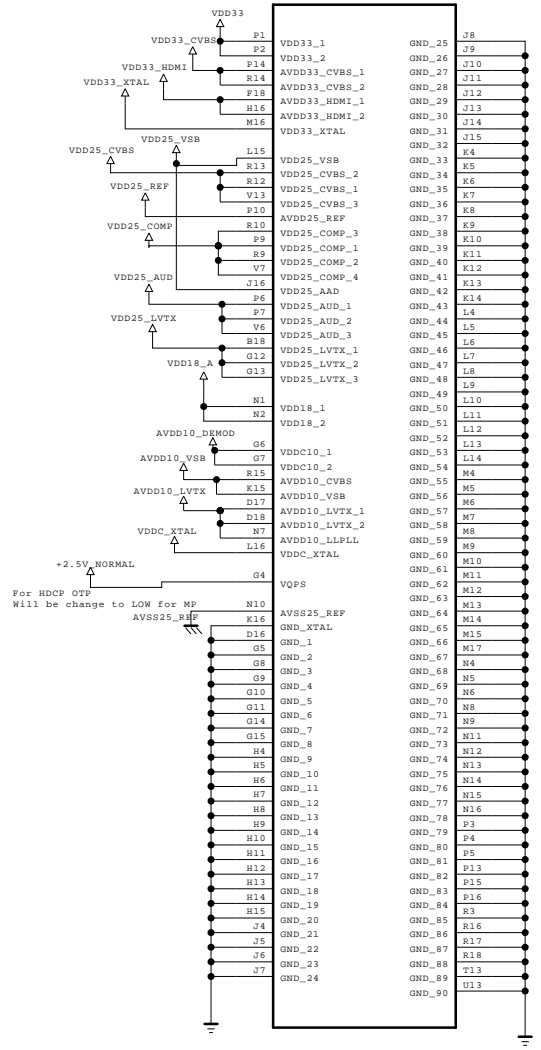 VDD33
VDD33_CVBS
VDD33_HDMI
VDD33_XTAL
VDD25_VSB
VDD25_CVBS
VDD25_REF
VDD25_COMP
VDD25_AUD
VDD25_LVTX
VDD18_A
AVDD10_DEMOD
AVDD10_VSB
AVDD10_LVTX
VDDC_XTAL
+2.5V_NORMAL
For HDCP OTP
Will be change to LOW for MP
AVSS25_REF
P1 VDD33_1
P2 VDD33_2
P14 AVDD33_CVBS_1
R14 AVDD33_CVBS_2
F18 AVDD33_HDMI_1
H16 AVDD33_HDMI_2
M16 VDD33_XTAL
L15 VDD25_VSB
R13 VDD25_CVBS_2
R12 VDD25_CVBS_1
V13 VDD25_CVBS_3
P10 AVDD25_REF
R10 VDD25_COMP_3
P9 VDD25_COMP_1
R9 VDD25_COMP_2
V7 VDD25_COMP_4
J16 VDD25_AAD
P6 VDD25_AUD_1
P7 VDD25_AUD_2
V6 VDD25_AUD_3
B18 VDD25_LVTX_1
G12 VDD25_LVTX_2
G13 VDD25_LVTX_3
N1 VDD18_1
N2 VDD18_2
G6 VDDC10_1
G7 VDDC10_2
R15 AVDD10_CVBS
K15 AVDD10_VSB
D17 AVDD10_LVTX_1
D18 AVDD10_LVTX_2
N7 AVDD10_LLPLL
L16 VDDC_XTAL
G4 VQPS
N10 AVSS25_REF
K16 GND_XTAL
D16 GND_1
G5 GND_2
G8 GND_3
G9 GND_4
G10 GND_5
G11 GND_6
G14 GND_7
G15 GND_8
H4 GND_9
H5 GND_10
H6 GND_11
H7 GND_12
H8 GND_13
H9 GND_14
H10 GND_15
H11 GND_16
H12 GND_17
H13 GND_18
H14 GND_19
H15 GND_20
J4 GND_21
J5 GND_22
J6 GND_23
J7 GND_24
GND_25 J8
GND_26 J9
GND_27 J10
GND_28 J11
GND_29 J12
GND_30 J13
GND_31 J14
GND_32 J15
GND_33 K4
GND_34 K5
GND_35 K6
GND_36 K7
GND_37 K8
GND_38 K9
GND_39 K10
GND_40 K11
GND_41 K12
GND_42 K13
GND_43 K14
GND_44 L4
GND_45 L5
GND_46 L6
GND_47 L7
GND_48 L8
GND_49 L9
GND_50 L10
GND_51 L11
GND_52 L12
GND_53 L13
GND_54 L14
GND_55 M4
GND_56 M5
GND_57 M6
GND_58 M7
GND_59 M8
GND_60 M9
GND_61 M10
GND_62 M11
GND_63 M12
GND_64 M13
GND_65 M14
GND_66 M15
GND_67 M17
GND_68 N4
GND_69 N5
GND_70 N6
GND_71 N8
GND_72 N9
GND_73 N11
GND_74 N12
GND_75 N13
GND_76 N14
GND_77 N15
GND_78 N16
GND_79 P3
GND_80 P4
GND_81 P5
GND_82 P13
GND_83 P15
GND_84 P16
GND_85 R3
GND_86 R16
GND_87 R17
GND_88 R18
GND_89 T13
GND_90 U13